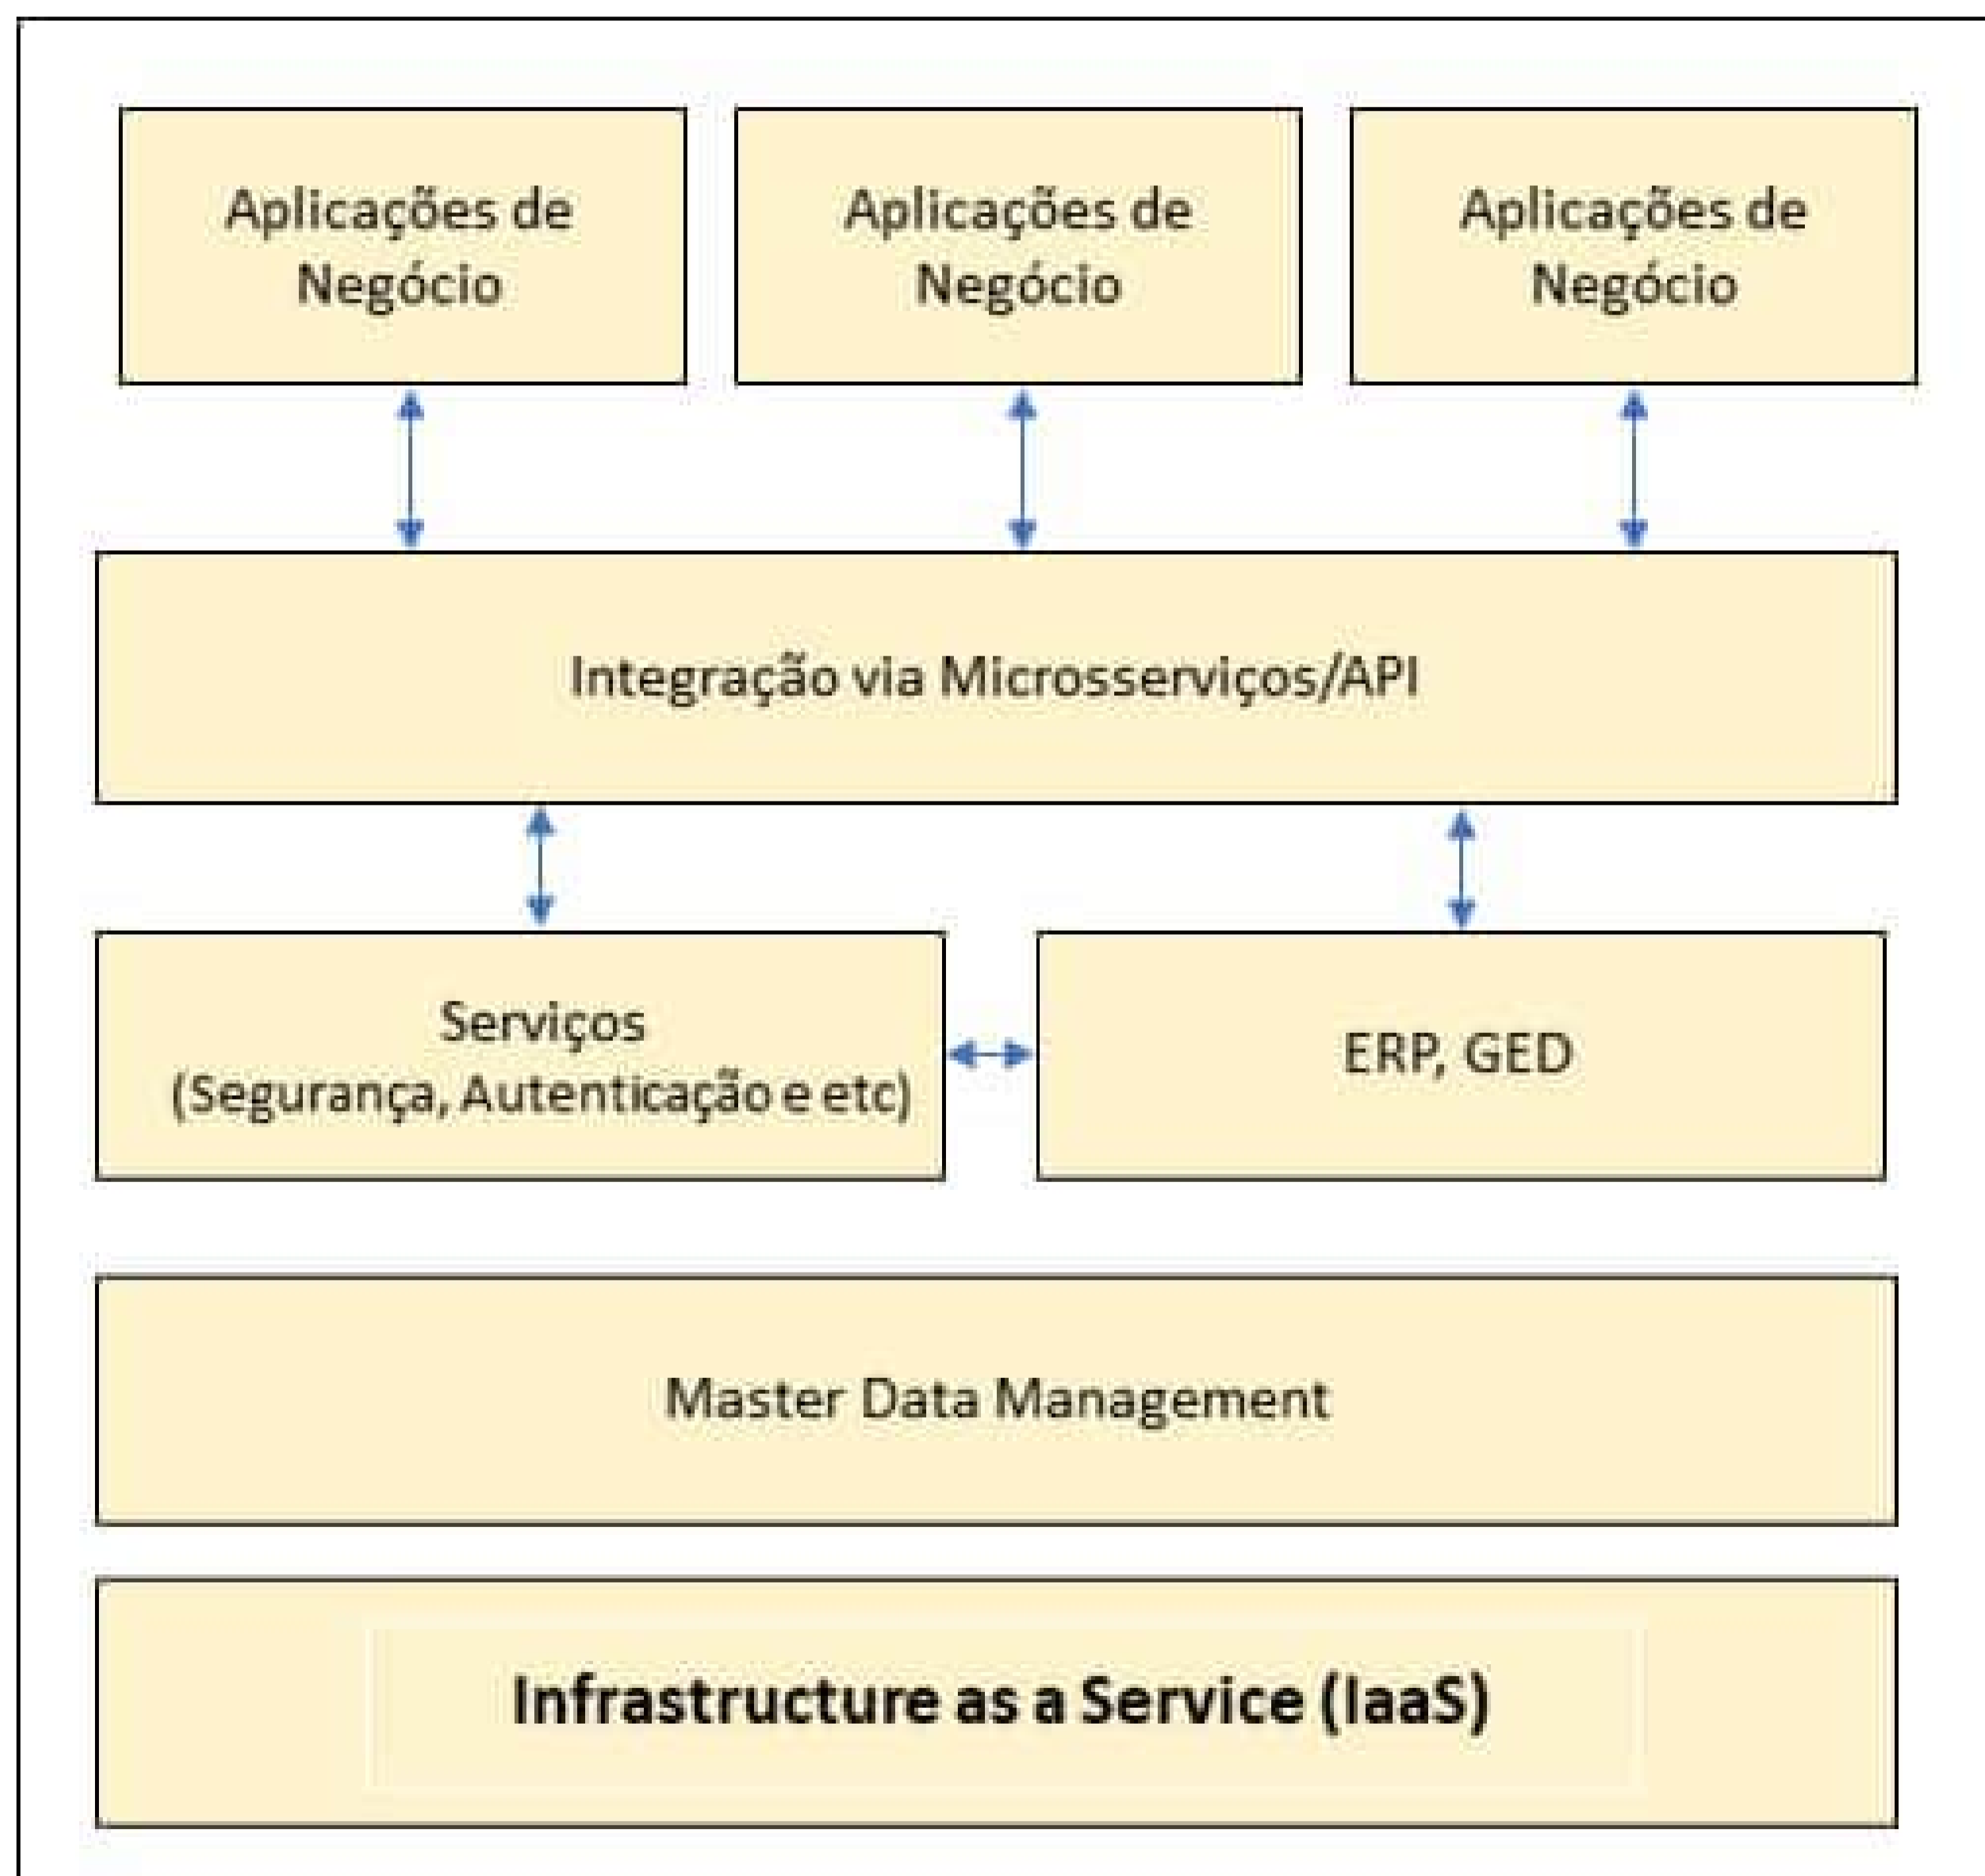 Aplicações de
Negócio
Aplicações de
Negócio
Aplicações de
Negócio
Integração via Microsserviços/API
Serviços
(Segurança, Autenticação e etc)
ERP, GED
Master Data Management
Infrastructure as a Service (IaaS)